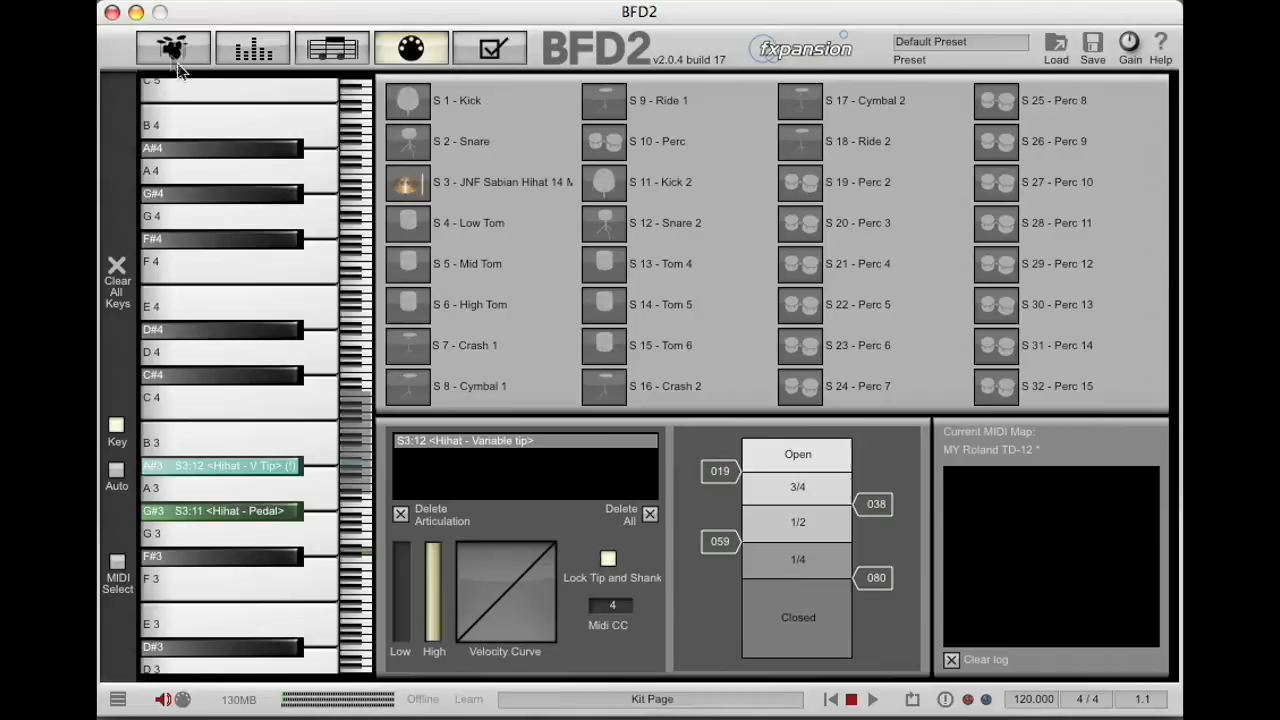 BFD2
BFD2
v2.0.4 build 17
fxpansion
Default Preset
Preset
Load
Save
Gain
Help
C 5
B 4
A#4
A 4
G#4
G 4
F#4
F 4
E 4
D#4
D 4
C#4
C 4
B 3
A#3 S3:12 <Hihat - V Tip> (!)
A 3
G#3 S3:11 <Hihat - Pedal>
G 3
F#3
F 3
E 3
D#3
D 3
Clear
All
Keys
Key
Auto
MIDI
Select
S 1 - Kick
S 2 - Snare
S 3 - JNF Sabian Hihat 14 M
S 4 - Low Tom
S 5 - Mid Tom
S 6 - High Tom
S 7 - Crash 1
S 8 - Cymbal 1
S 9 - Ride 1
S 10 - Perc
S 11 - Kick 2
S 12 - Snare 2
S 13 - Tom 4
S 14 - Tom 5
S 15 - Tom 6
S 16 - Crash 2
S 17 - Cymbal 2
S 18 - Ride 2
S 19 - Perc 2
S 20 - Perc 3
S 21 - Perc 4
S 22 - Perc 5
S 23 - Perc 6
S 24 - Perc 7
S 25 - Perc 8
S 26 - Perc 9
S 27 - Perc 10
S 28 - Perc 11
S 29 - Perc 12
S 30 - Perc 13
S 31 - Perc 14
S 32 - Perc 15
S3:12 <Hihat - Variable tip>
Delete
Articulation
Delete
All
Lock Tip and Shank
4
Midi CC
Low
High
Velocity Curve
Open
019
3/4
038
1/2
059
1/4
080
Closed
Current MIDI Map:
MY Roland TD-12 *
Clear log
130MB
Offline
Learn
Kit Page
120.000
4 / 4
1.1